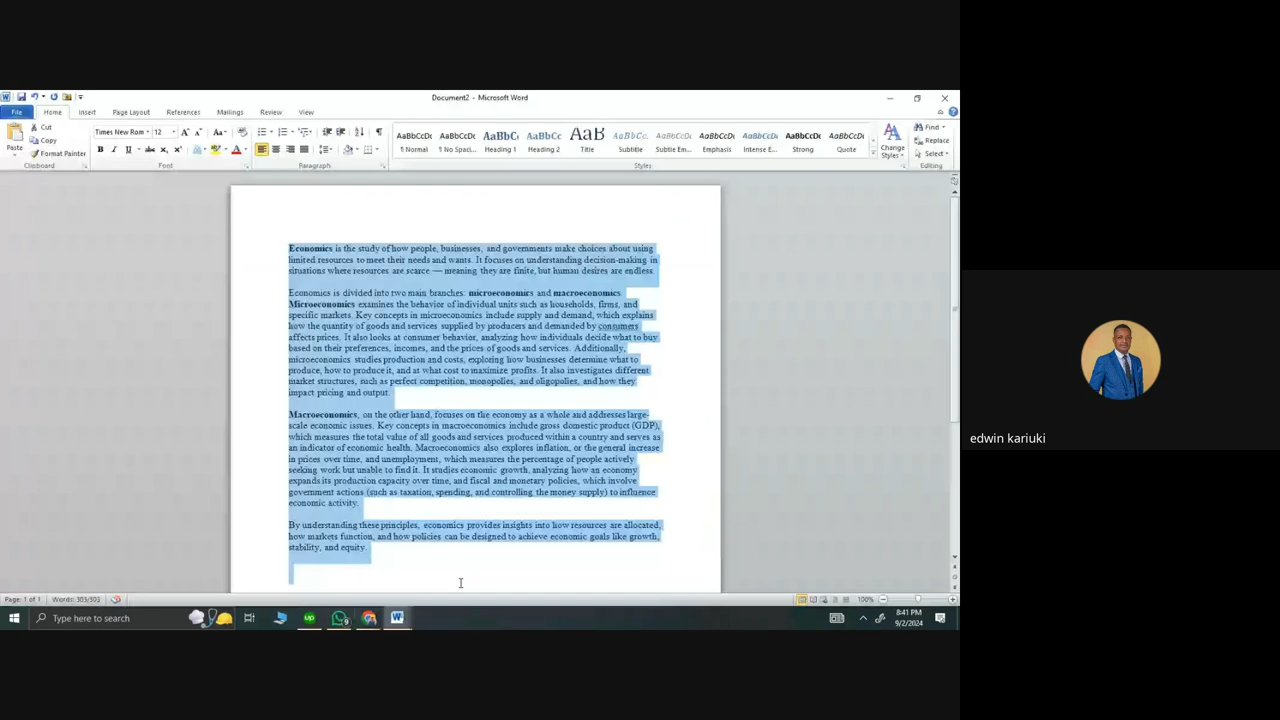 Document2 - Microsoft Word
File Home Insert Page Layout References Mailings Review View
Cut
Copy
Format Painter
Paste
Times New Rom 12
AaBbCcDc AaBbCcDc AaBbC AaBbCc AaB AaBbCc. AaBbCcDc AaBbCcDc AaBbCcDc AaBbCcDc AaBbCcDc
¶ Normal ¶ No Spaci... Heading 1 Heading 2 Title Subtitle Subtle Em... Emphasis Intense E... Strong Quote
Change Styles
Find
Replace
Select
Clipboard Font Paragraph Styles Editing
Economics is the study of how people, businesses, and governments make choices about using
limited resources to meet their needs and wants. It focuses on understanding decision-making in
situations where resources are scarce — meaning they are finite, but human desires are endless.
Economics is divided into two main branches: microeconomics and macroeconomics.
Microeconomics examines the behavior of individual units such as households, firms, and
specific markets. Key concepts in microeconomics include supply and demand, which explains
how the quantity of goods and services supplied by producers and demanded by consumers
affects prices. It also looks at consumer behavior, analyzing how individuals decide what to buy
based on their preferences, incomes, and the prices of goods and services. Additionally,
microeconomics studies production and costs, exploring how businesses determine what to
produce, how to produce it, and at what cost to maximize profits. It also investigates different
market structures, such as perfect competition, monopolies, and oligopolies, and how they
impact pricing and output.
Macroeconomics, on the other hand, focuses on the economy as a whole and addresses large-
scale economic issues. Key concepts in macroeconomics include gross domestic product (GDP),
which measures the total value of all goods and services produced within a country and serves as
an indicator of economic health. Macroeconomics also explores inflation, or the general increase
in prices over time, and unemployment, which measures the percentage of people actively
seeking work but unable to find it. It studies economic growth, analyzing how an economy
expands its production capacity over time, and fiscal and monetary policies, which involve
government actions (such as taxation, spending, and controlling the money supply) to influence
economic activity.
By understanding these principles, economics provides insights into how resources are allocated,
how markets function, and how policies can be designed to achieve economic goals like growth,
stability, and equity.
Page: 1 of 1 Words: 303/303
100%
Type here to search
8:41 PM
9/2/2024
edwin kariuki